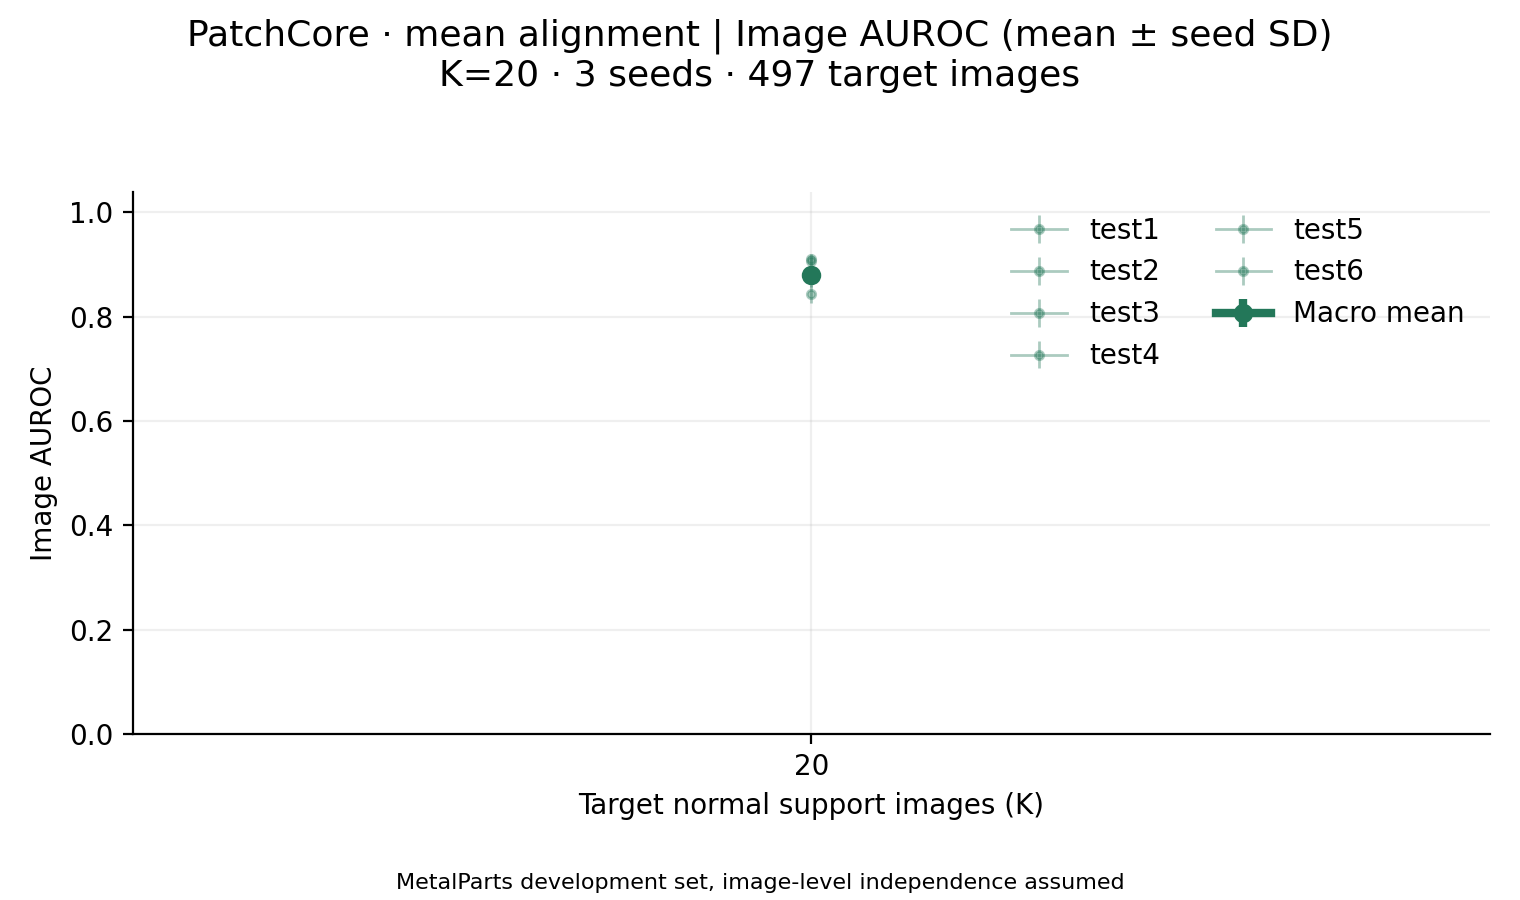 PatchCore · mean alignment | Image AUROC (mean ± seed SD)
K=20 · 3 seeds · 497 target images
1.0
0.8
0.6
0.4
0.2
0.0
Image AUROC
test1
test2
test3
test4
test5
test6
Macro mean
20
Target normal support images (K)
MetalParts development set, image-level independence assumed